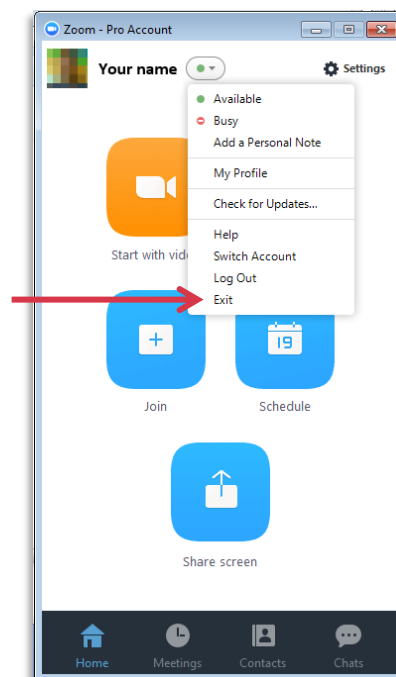 Zoom - Pro Account
Your name
Settings
Available
Busy
Add a Personal Note
My Profile
Check for Updates...
Help
Switch Account
Log Out
Exit
Start with vid
19
Join
Schedule
Share screen
Home
Meetings
Contacts
Chats